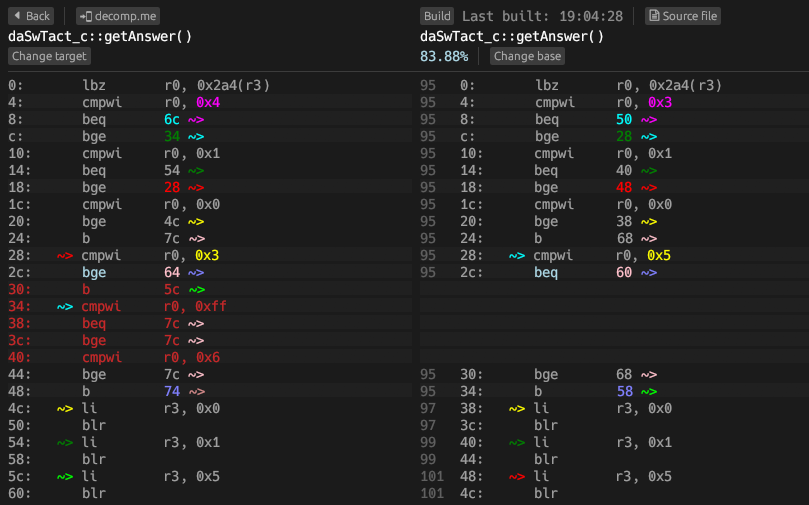 Back decomp.me Build Last built: 19:04:28 Source file
daSwTact_c::getAnswer() daSwTact_c::getAnswer()
Change target 83.88% Change base
0: lbz r0, 0x2a4(r3) 95 0: lbz r0, 0x2a4(r3)
4: cmpwi r0, 0x4 95 4: cmpwi r0, 0x3
8: beq 6c ~> 95 8: beq 50 ~>
c: bge 34 ~> 95 c: bge 28 ~>
10: cmpwi r0, 0x1 95 10: cmpwi r0, 0x1
14: beq 54 ~> 95 14: beq 40 ~>
18: bge 28 ~> 95 18: bge 48 ~>
1c: cmpwi r0, 0x0 95 1c: cmpwi r0, 0x0
20: bge 4c ~> 95 20: bge 38 ~>
24: b 7c ~> 95 24: b 68 ~>
28: ~> cmpwi r0, 0x3 95 28: ~> cmpwi r0, 0x5
2c: bge 64 ~> 95 2c: beq 60 ~>
30: b 5c ~>
34: ~> cmpwi r0, 0xff
38: beq 7c ~>
3c: bge 7c ~>
40: cmpwi r0, 0x6
44: bge 7c ~> 95 30: bge 68 ~>
48: b 74 ~> 95 34: b 58 ~>
4c: ~> li r3, 0x0 97 38: ~> li r3, 0x0
50: blr 97 3c: blr
54: ~> li r3, 0x1 99 40: ~> li r3, 0x1
58: blr 99 44: blr
5c: ~> li r3, 0x5 101 48: ~> li r3, 0x5
60: blr 101 4c: blr